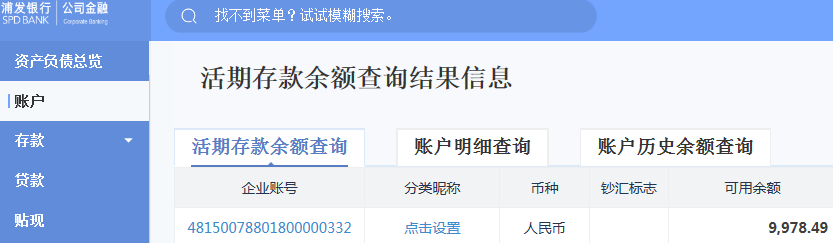 浦发银行 公司金融
SPD BANK Corporate Banking
找不到菜单？试试模糊搜索。
资产负债总览
账户
存款
贷款
贴现
活期存款余额查询结果信息
活期存款余额查询 账户明细查询 账户历史余额查询
企业账号 分类昵称 币种 钞汇标志 可用余额
48150078801800000332 点击设置 人民币 9,978.49